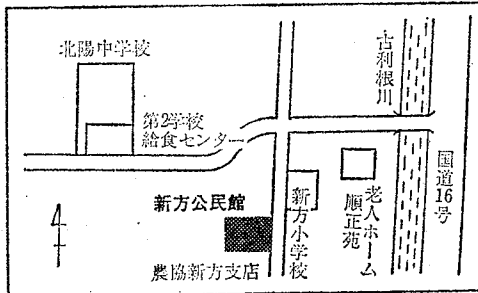 北陽中学校
第2学校
給食センター
古利根川
国道16号
新方公民館
新方小学校
老人ホーム
順正苑
農協新方支店